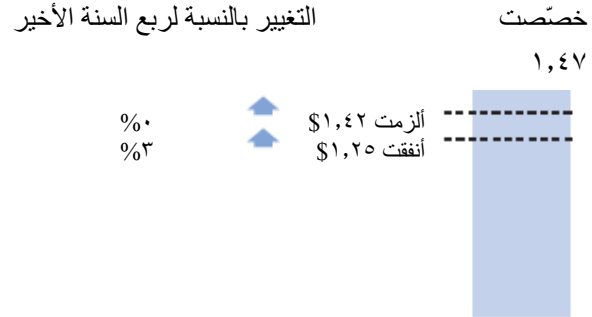 خصّصت التغيير بالنسبة لربع السنة الأخير
١,٤٧
ألزمت ١,٤٢$ ٠%
أنفقت ١,٢٥$ ٣%